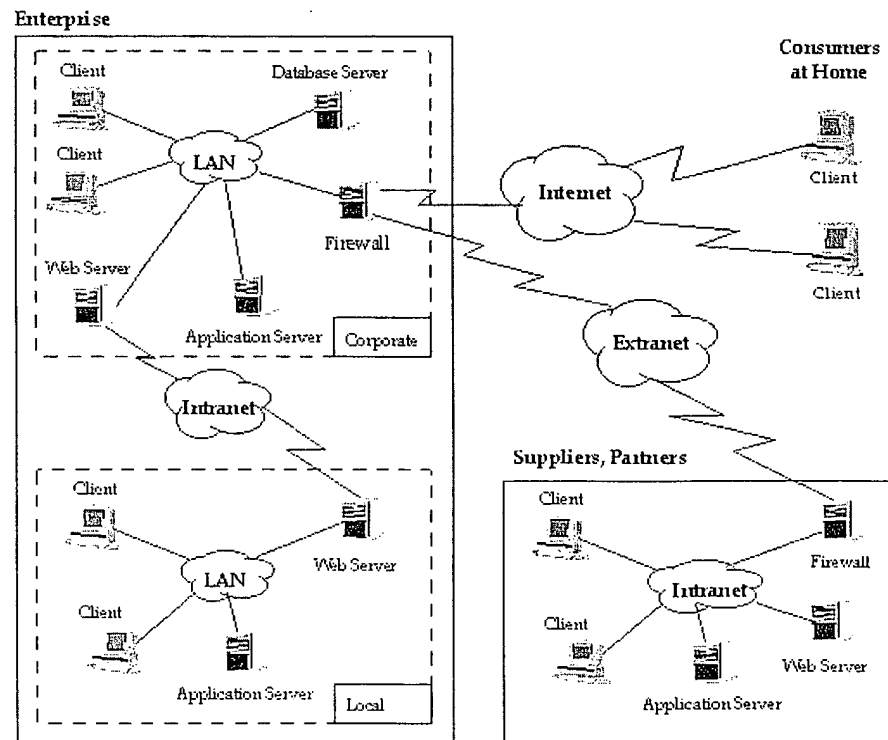 Enterprise
Consumers
at Home
Client
Database Server
Client
LAN
Internet
Client
Firewall
Web Server
Client
Application Server
Corporate
Extranet
Intranet
Suppliers, Partners
Client
Client
Web Server
Firewall
LAN
Intranet
Client
Client
Web Server
Application Server
Local
Application Server